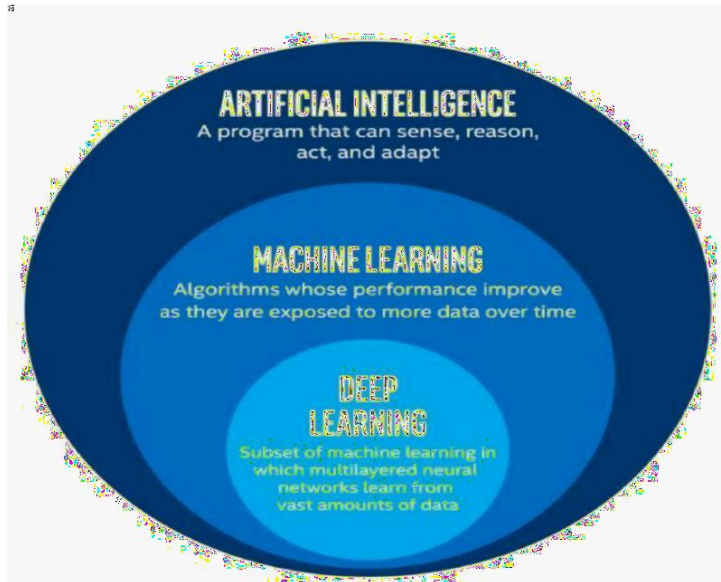 ARTIFICIAL INTELLIGENCE
A program that can sense, reason,
act, and adapt
MACHINE LEARNING
Algorithms whose performance improve
as they are exposed to more data over time
DEEP
LEARNING
Subset of machine learning in
which multilayered neural
networks learn from
vast amounts of data